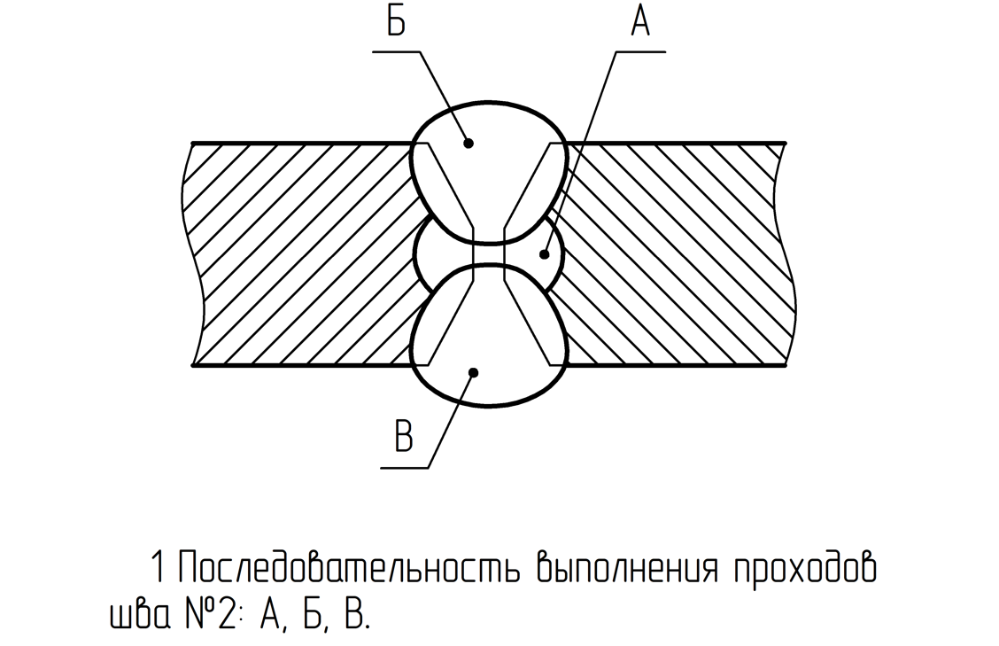 Б А
В
1 Последовательность выполнения проходов
шва №2: А, Б, В.